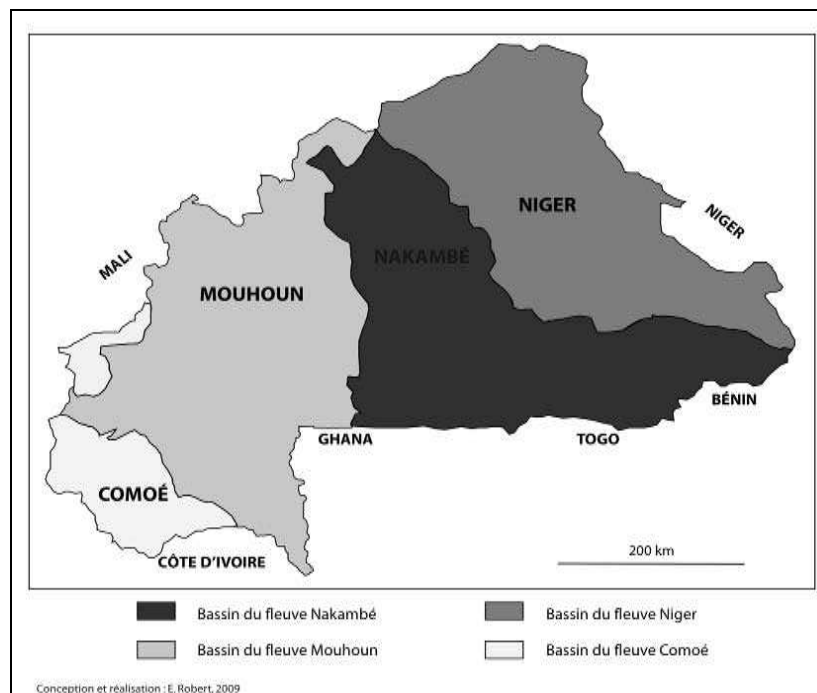 NIGER
NIGER
MALI
NAKAMBÉ
MOUHOUN
BÉNIN
GHANA
TOGO
COMOÉ
CÔTE D'IVOIRE
200 km
Bassin du fleuve Nakambé
Bassin du fleuve Niger
Bassin du fleuve Mouhoun
Bassin du fleuve Comoé
Conception et réalisation : E. Robert, 2009